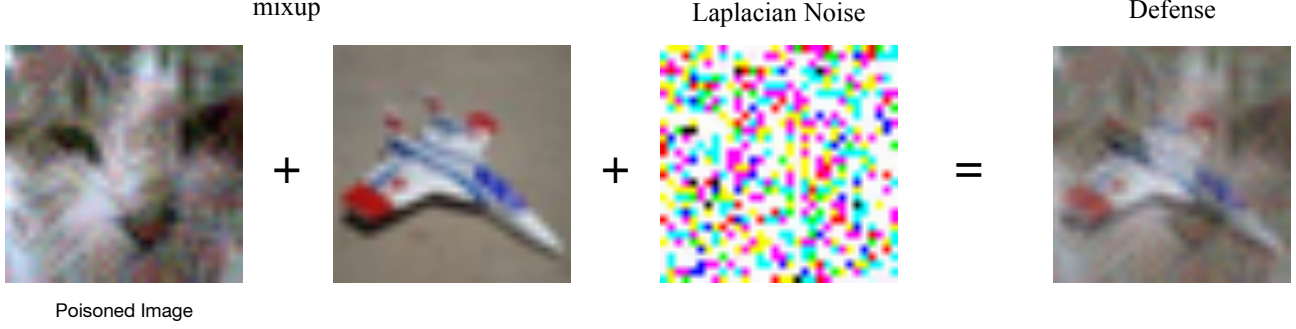 mixup
Laplacian Noise
Defense
+
+
=
Poisoned Image